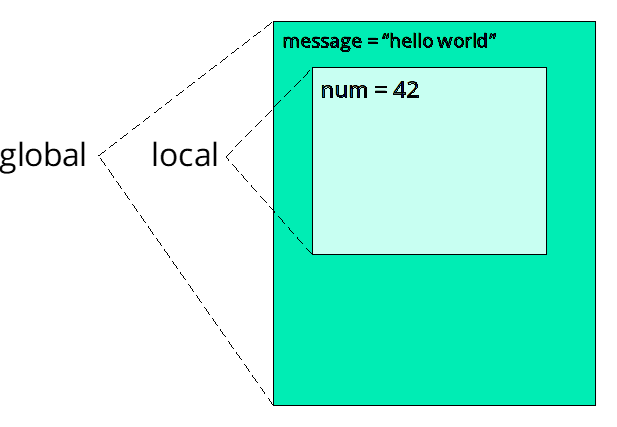 message = “hello world”
num = 42
global
local